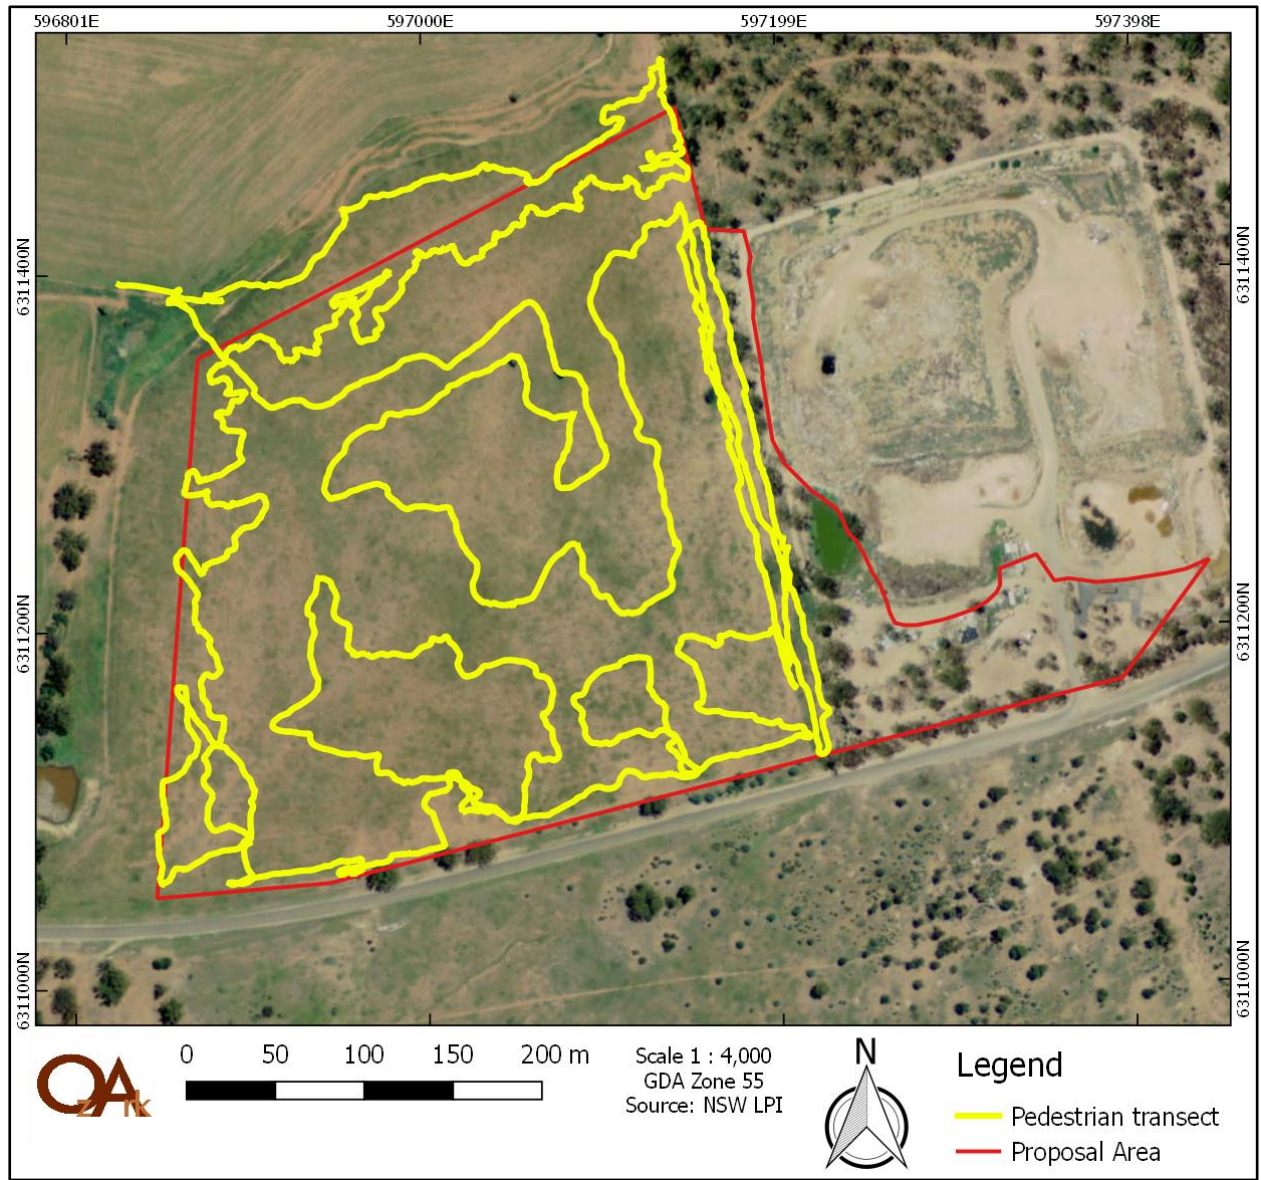 596801E 597000E 597199E 597398E
6311400N 6311400N
6311200N 6311200N
6311000N 6311000N
OzArk
0 50 100 150 200 m
Scale 1 : 4,000
GDA Zone 55
Source: NSW LPI
N
Legend
Pedestrian transect
Proposal Area